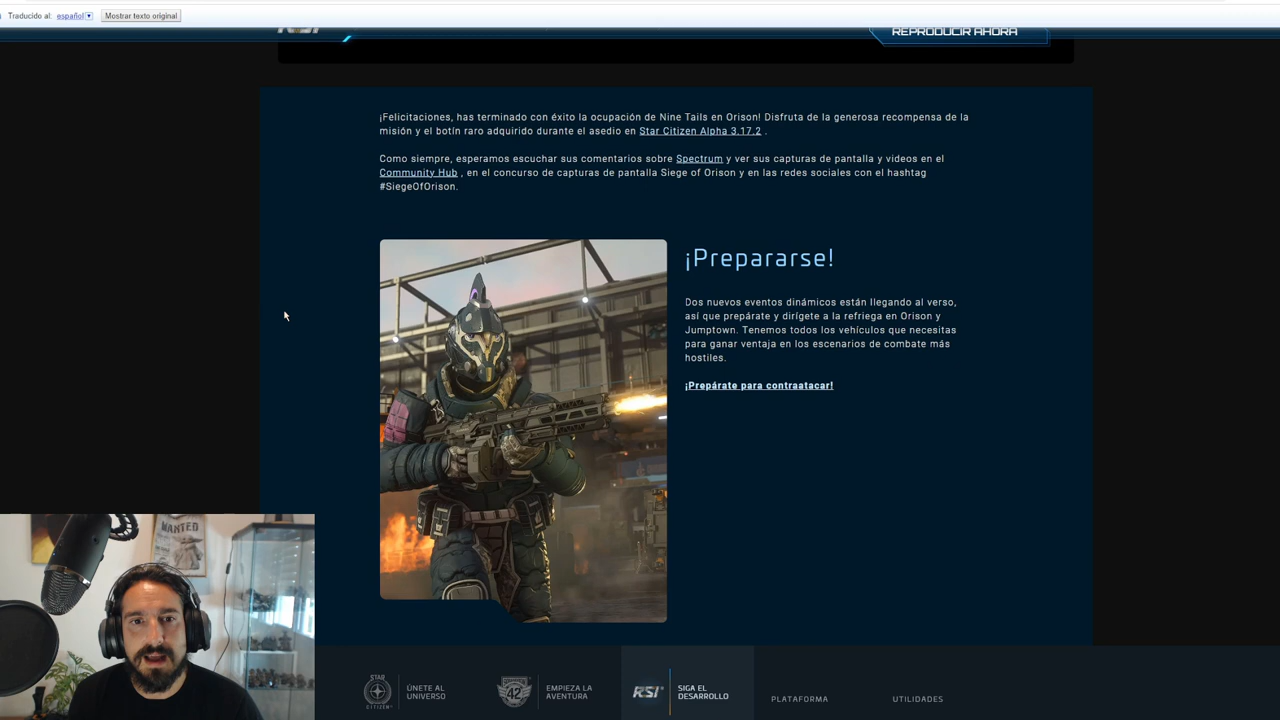 Traducido al: español Mostrar texto original
RSI
REPRODUCIR AHORA
¡Felicitaciones, has terminado con éxito la ocupación de Nine Tails en Orison! Disfruta de la generosa recompensa de la
misión y el botín raro adquirido durante el asedio en Star Citizen Alpha 3.17.2 .
Como siempre, esperamos escuchar sus comentarios sobre Spectrum y ver sus capturas de pantalla y videos en el
Community Hub , en el concurso de capturas de pantalla Siege of Orison y en las redes sociales con el hashtag
#SiegeOfOrison.
¡Prepararse!
Dos nuevos eventos dinámicos están llegando al verso,
así que prepárate y dirígete a la refriega en Orison y
Jumptown. Tenemos todos los vehículos que necesitas
para ganar ventaja en los escenarios de combate más
hostiles.
¡Prepárate para contraatacar!
WANTED
STAR
CITIZEN
ÚNETE AL
UNIVERSO
42
EMPIEZA LA
AVENTURA
RSI
SIGA EL
DESARROLLO
PLATAFORMA
UTILIDADES